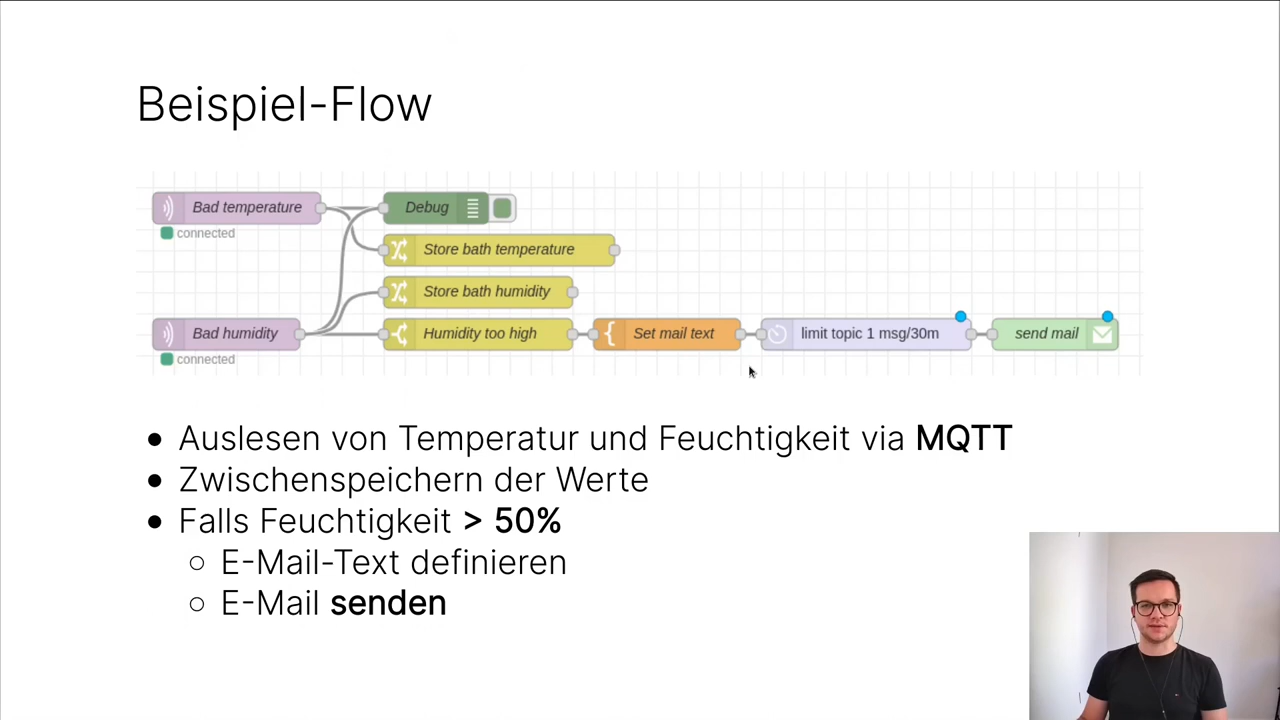 Beispiel-Flow
Bad temperature
Debug
connected
Store bath temperature
Store bath humidity
Bad humidity
Humidity too high
Set mail text
limit topic 1 msg/30m
send mail
connected
• Auslesen von Temperatur und Feuchtigkeit via MQTT
• Zwischenspeichern der Werte
• Falls Feuchtigkeit > 50%
○ E-Mail-Text definieren
○ E-Mail senden